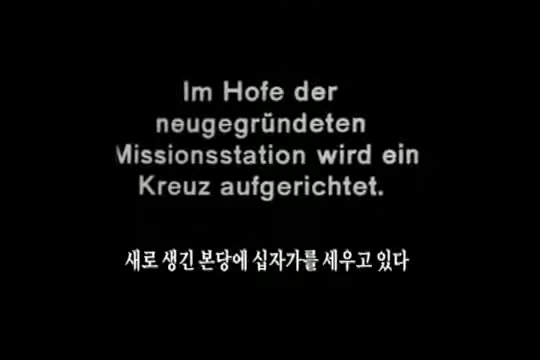 Im Hofe der
neugegründeten
Missionsstation wird ein
Kreuz aufgerichtet.
새로 생긴 본당에 십자가를 세우고 있다